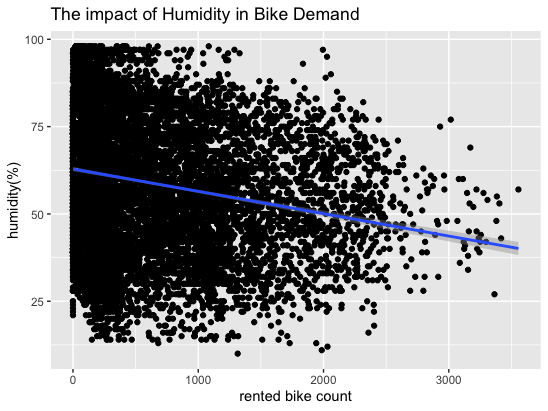 The impact of Humidity in Bike Demand
100
75
50
25
humidity(%)
0
1000
2000
3000
rented bike count